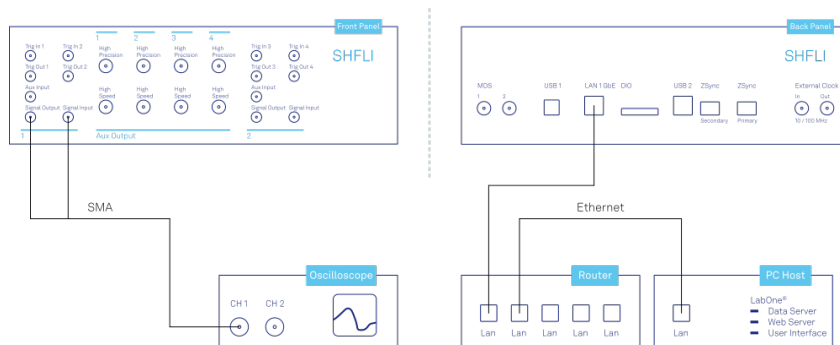 Front Panel
SHFLI
1 2 3 4
Trig In 1 Trig In 2 High Precision High Precision High Precision High Precision Trig In 3 Trig In 4
Trig Out 1 Trig Out 2 Trig Out 3 Trig Out 4
Aux Input High Speed High Speed High Speed High Speed Aux Input
Signal Output Signal Input Signal Output Signal Input
1 Aux Output 2
Back Panel
SHFLI
MDS USB 1 LAN 1 GbE DIO USB 2 ZSync ZSync External Clock
1 2 In Out
Secondary Primary 10 / 100 MHz
SMA
Ethernet
Oscilloscope
CH 1 CH 2
Router
Lan Lan Lan Lan Lan
PC Host
Lan
LabOne®
Data Server
Web Server
User Interface